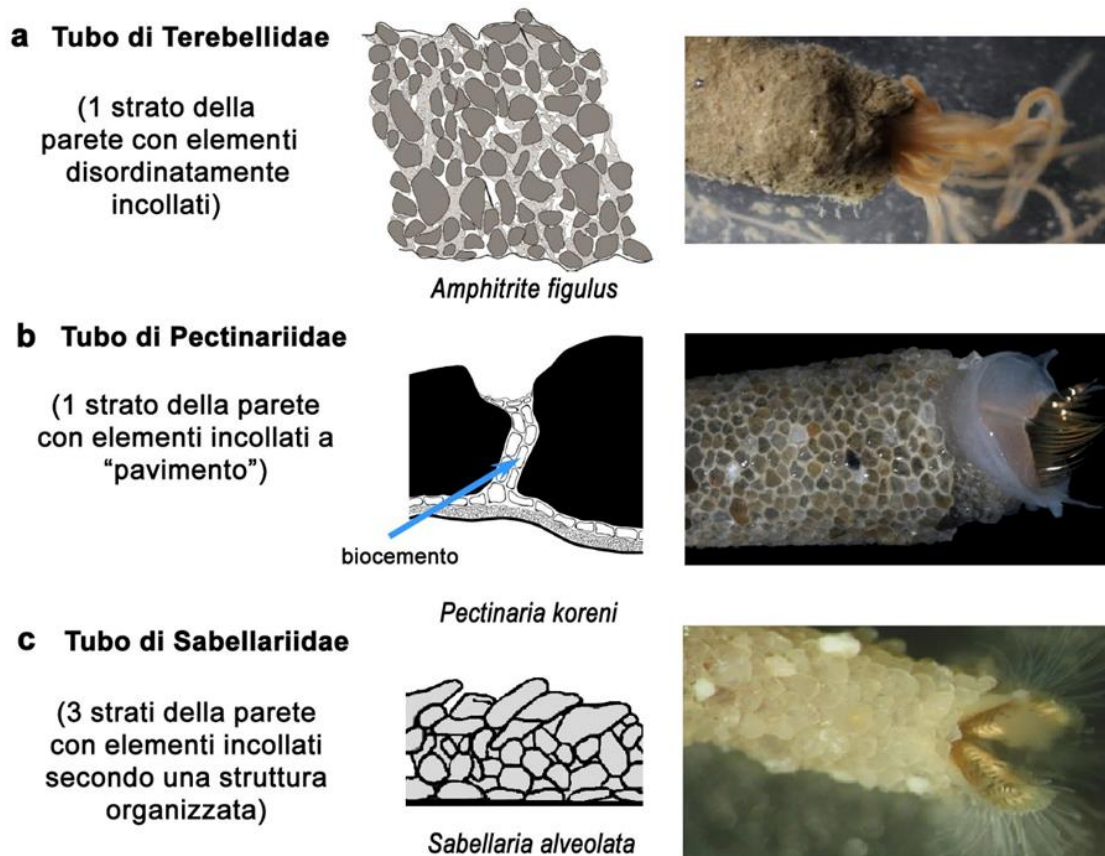 a Tubo di Terebellidae
(1 strato della
parete con elementi
disordinatamente
incollati)
Amphitrite figulus
b Tubo di Pectinariidae
(1 strato della parete
con elementi incollati a
“pavimento”)
biocemento
Pectinaria koreni
c Tubo di Sabellariidae
(3 strati della parete
con elementi incollati
secondo una struttura
organizzata)
Sabellaria alveolata